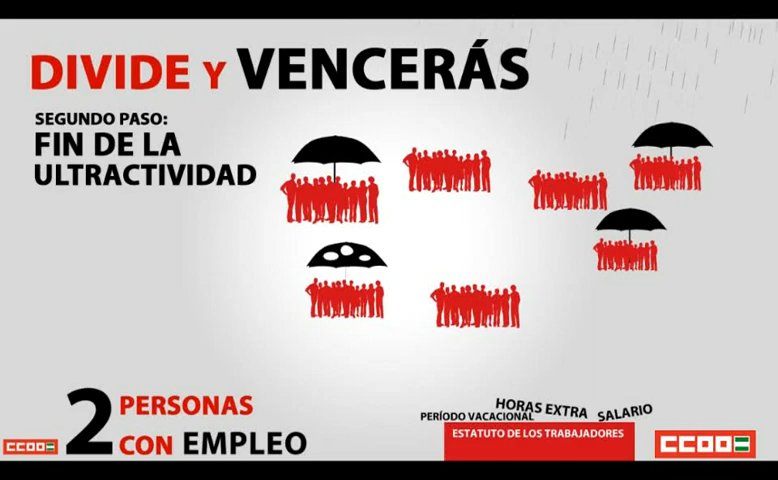 DIVIDE Y VENCERÁS
SEGUNDO PASO:
FIN DE LA
ULTRACTIVIDAD
2 PERSONAS
CON EMPLEO
CCOO
HORAS EXTRA
PERÍODO VACACIONAL
SALARIO
ESTATUTO DE LOS TRABAJADORES
CCOO